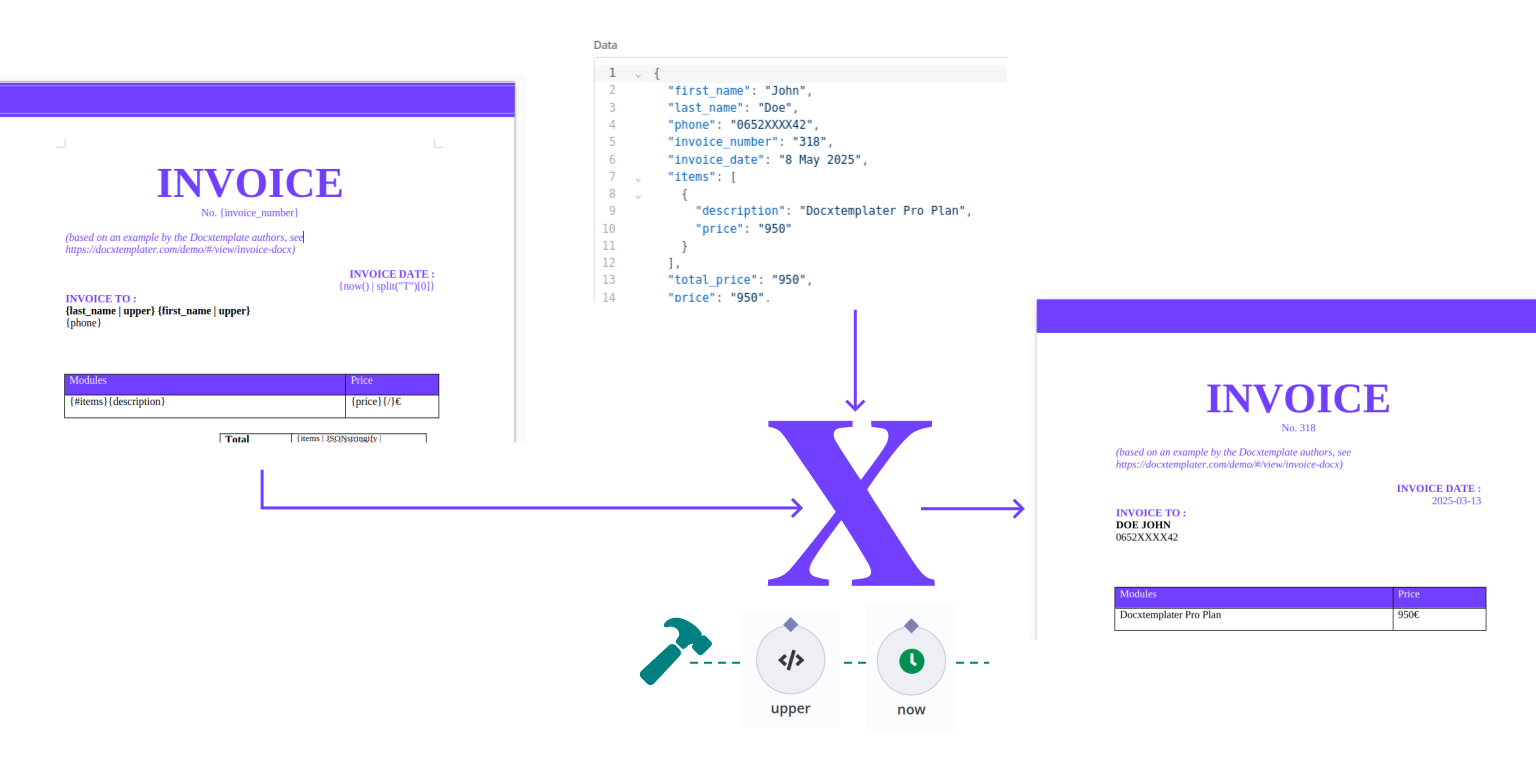 INVOICE
No. {invoice_number}
(based on an example by the Docxtemplate authors, see
https://docxtemplater.com/demo/#/view/invoice-docx)
INVOICE DATE :
{now() | split("T")[0]}
INVOICE TO :
{last_name | upper} {first_name | upper}
{phone}
Modules Price
{#items}{description} {price}{/}€
Total {items | JSONstringify |
Data
1 {
2 "first_name": "John",
3 "last_name": "Doe",
4 "phone": "0652XXXX42",
5 "invoice_number": "318",
6 "invoice_date": "8 May 2025",
7 "items": [
8 {
9 "description": "Docxtemplater Pro Plan",
10 "price": "950"
11 }
12 ],
13 "total_price": "950",
14 "price": "950",
X
</>
upper
now
INVOICE
No. 318
(based on an example by the Docxtemplate authors, see
https://docxtemplater.com/demo/#/view/invoice-docx)
INVOICE DATE :
2025-03-13
INVOICE TO :
DOE JOHN
0652XXXX42
Modules Price
Docxtemplater Pro Plan 950€